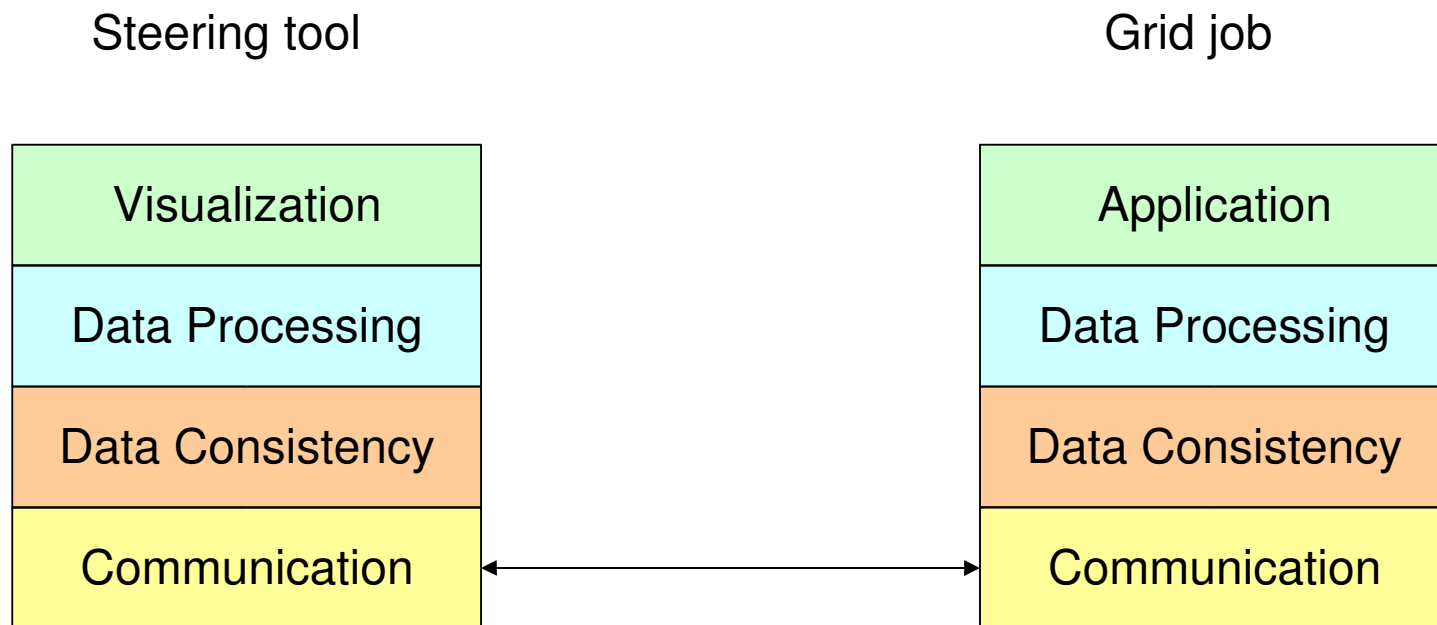 Steering tool
Grid job
Visualization
Application
Data Processing
Data Processing
Data Consistency
Data Consistency
Communication
Communication